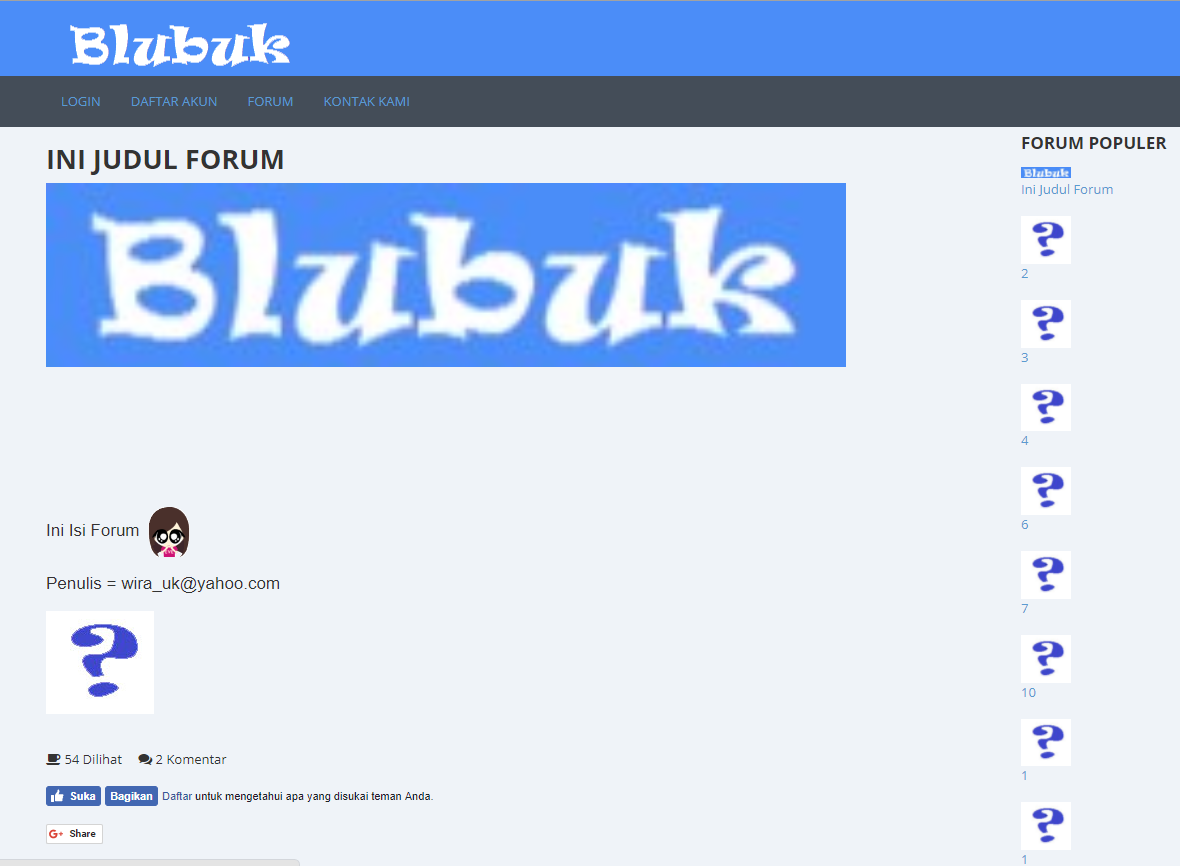 Blubuk
LOGIN DAFTAR AKUN FORUM KONTAK KAMI
INI JUDUL FORUM
Blubuk
Ini Isi Forum
Penulis = wira_uk@yahoo.com
?
54 Dilihat 2 Komentar
Suka Bagikan Daftar untuk mengetahui apa yang disukai teman Anda.
G+ Share
FORUM POPULER
Blubuk
Ini Judul Forum
?
2
?
3
?
4
?
6
?
7
?
10
?
1
?
1